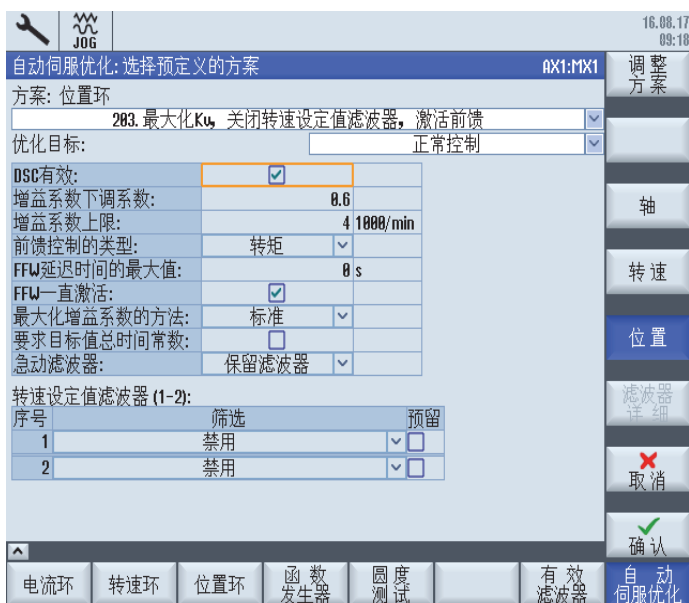 16.08.17
09:18
JOG
自动伺服优化:选择预定义的方案 AX1:MX1
方案: 位置环
203.最大化Kv, 关闭转速设定值滤波器, 激活前馈
优化目标: 正常控制
DSC有效:
增益系数下调系数: 0.6
增益系数上限: 4 1000/min
前馈控制的类型: 转矩
FFW延迟时间的最大值: 0 s
FFW一直激活:
最大化增益系数的方法: 标准
要求目标值总时间常数:
急动滤波器: 保留滤波器
转速设定值滤波器(1-2):
序号 筛选 预留
1 禁用
2 禁用
调整
方案
轴
转速
位置
滤波器
详细
取消
确认
电流环 转速环 位置环 函数发生器 圆度测试 有效滤波器 自动伺服优化